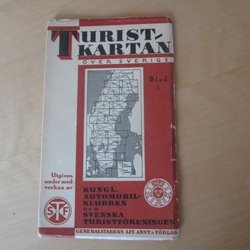 TURIST-
KARTAN
ÖVER SVERIGE
Blad
Utgiven
under med-
verkan av
KUNGL.
AUTOMOBIL-
KLUBBEN
OCH
SVENSKA
TURISTFÖRENINGEN
STF
GENERALSTABENS LIT. ANST:s FÖRLAG